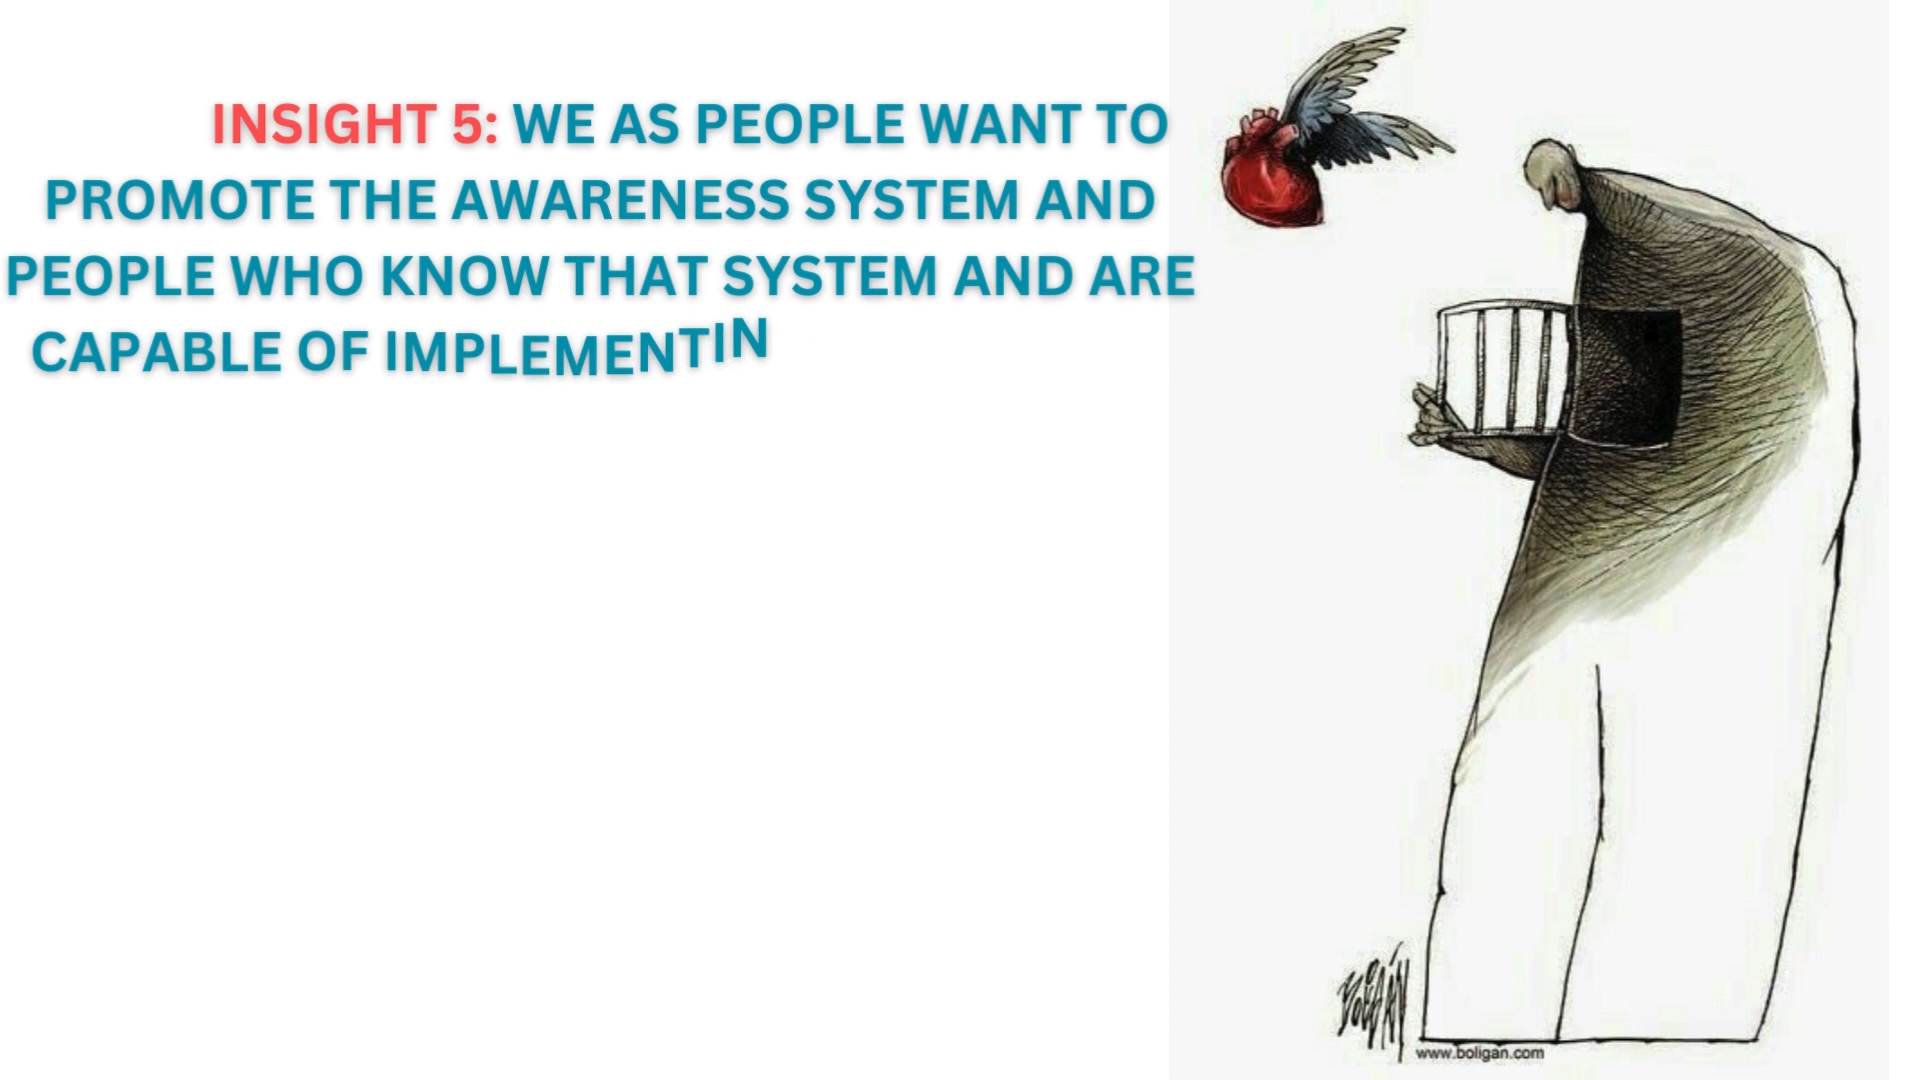 INSIGHT 5: WE AS PEOPLE WANT TO
PROMOTE THE AWARENESS SYSTEM AND
PEOPLE WHO KNOW THAT SYSTEM AND ARE
CAPABLE OF IMPLEMENTIN
BOLIGÁN
www.boligan.com